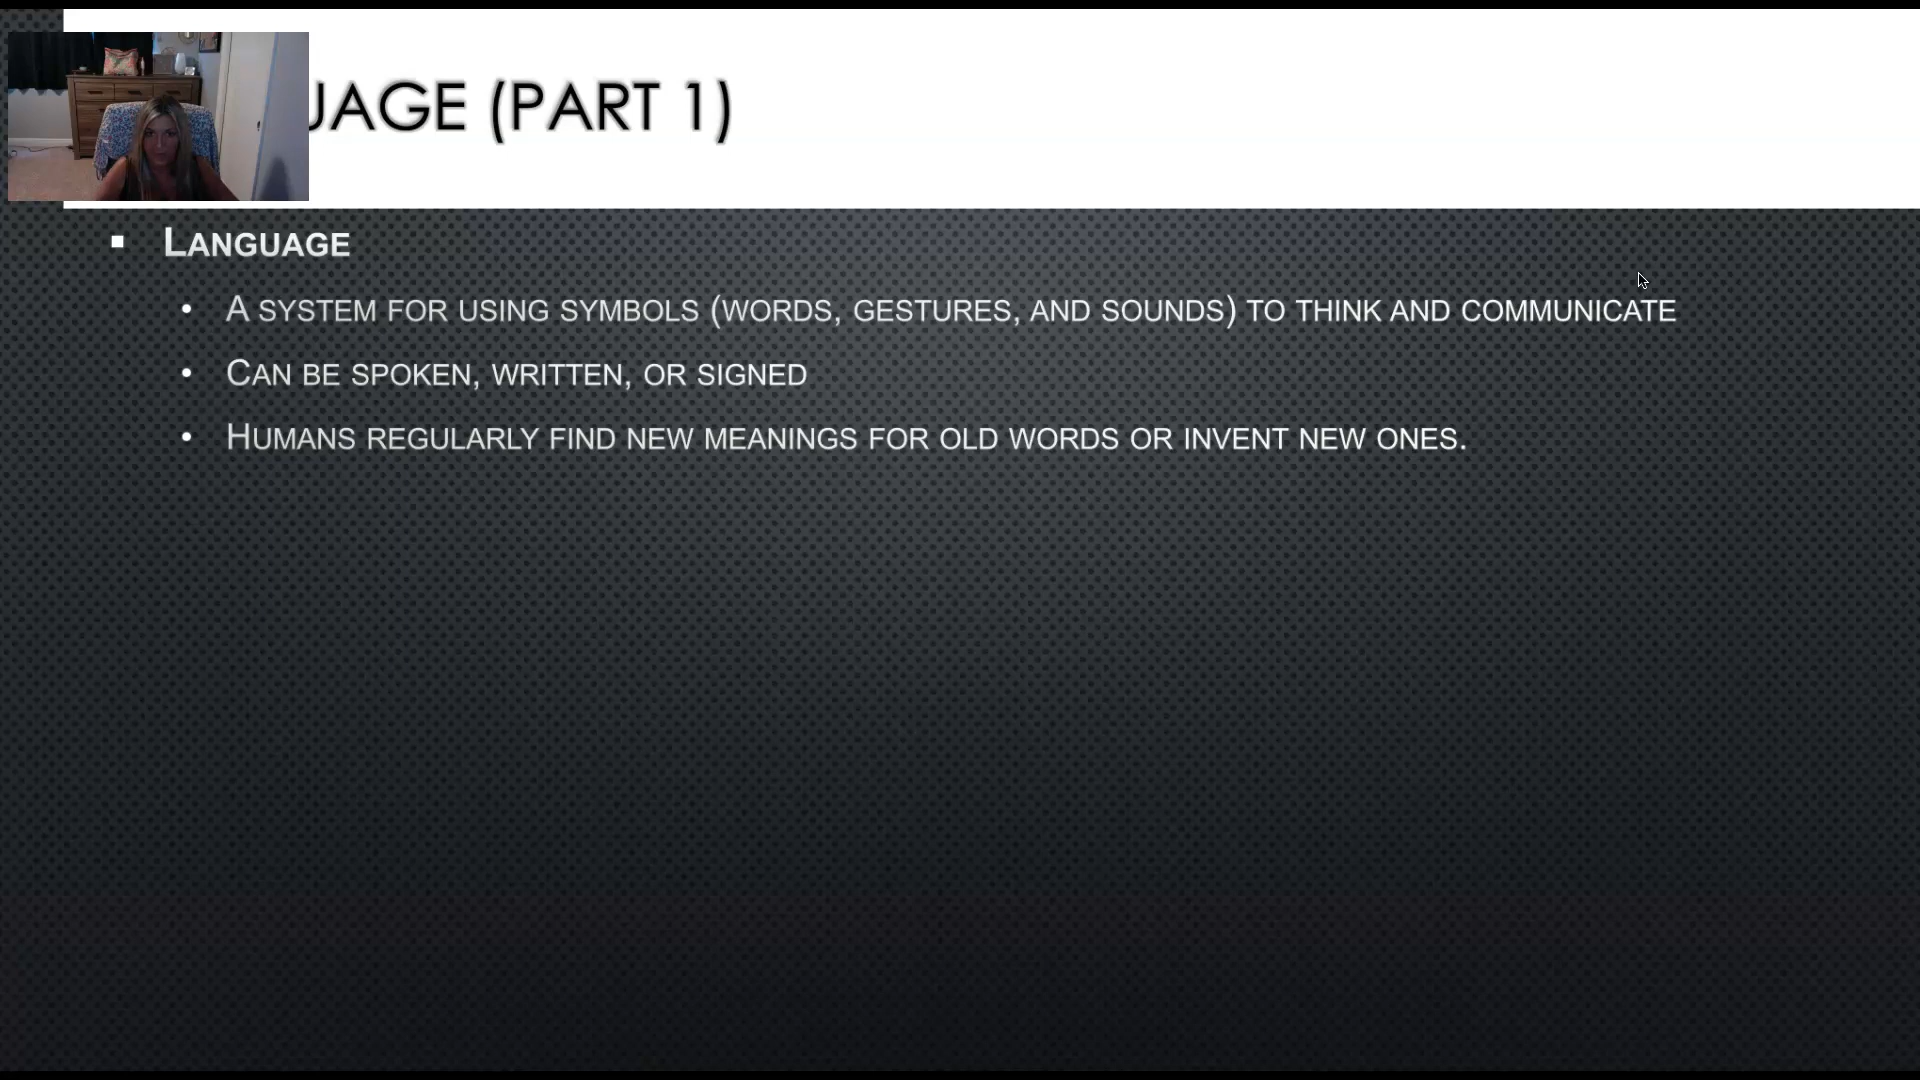 UAGE (PART 1)
LANGUAGE
A SYSTEM FOR USING SYMBOLS (WORDS, GESTURES, AND SOUNDS) TO THINK AND COMMUNICATE
CAN BE SPOKEN, WRITTEN, OR SIGNED
HUMANS REGULARLY FIND NEW MEANINGS FOR OLD WORDS OR INVENT NEW ONES.